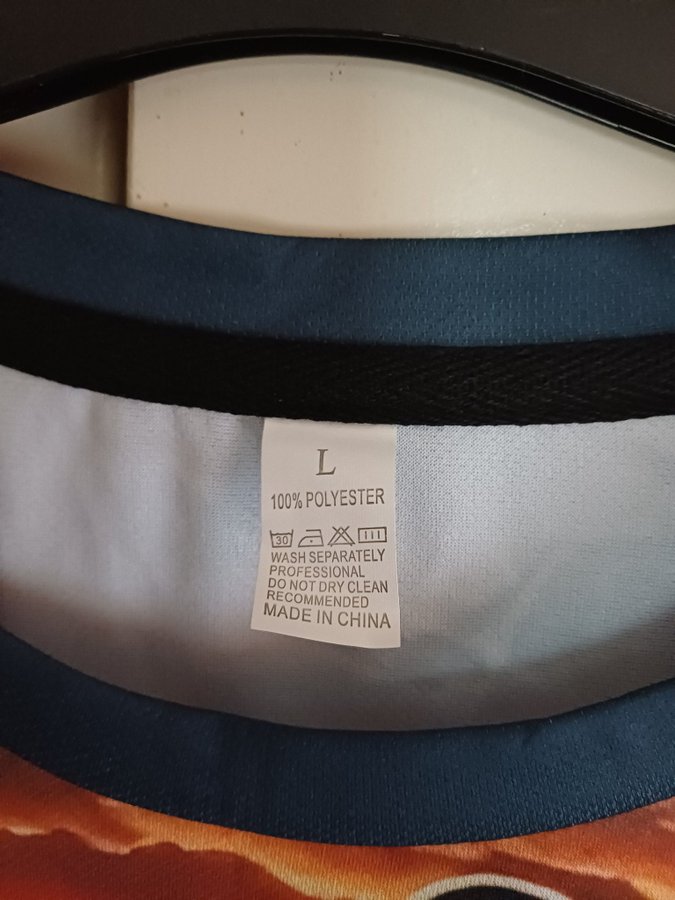 L
100% POLYESTER
30
WASH SEPARATELY
PROFESSIONAL
DO NOT DRY CLEAN
RECOMMENDED
MADE IN CHINA